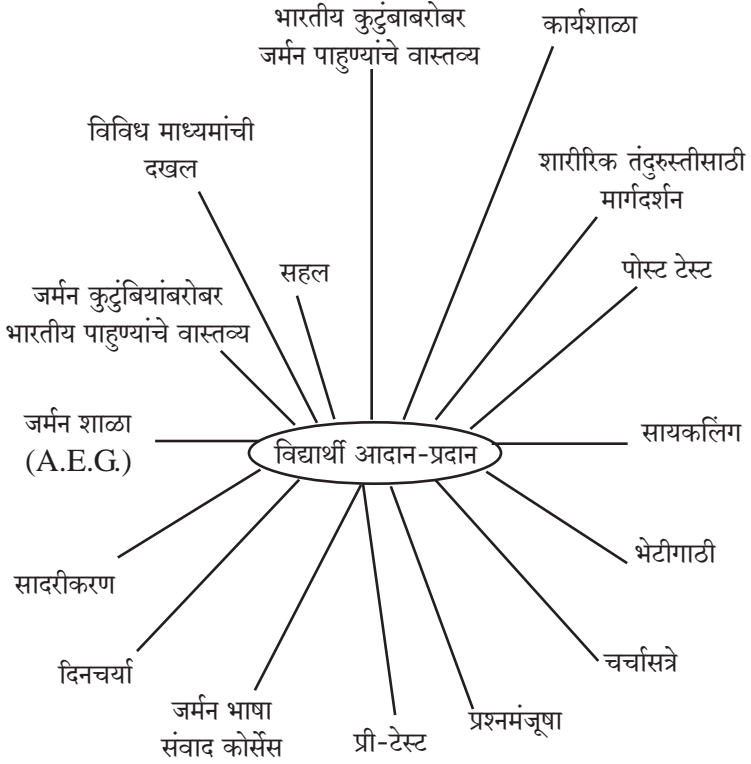 भारतीय कुटुंबाबरोबर
जर्मन पाहुण्यांचे वास्तव्य
कार्यशाळा
विविध माध्यमांची
दखल
शारीरिक तंदुरुस्तीसाठी
मार्गदर्शन
सहल
पोस्ट टेस्ट
जर्मन कुटुंबियांबरोबर
भारतीय पाहुण्यांचे वास्तव्य
जर्मन शाळा
(A.E.G.)
विद्यार्थी आदान-प्रदान
सायकलिंग
भेटीगाठी
सादरीकरण
चर्चासत्रे
दिनचर्या
जर्मन भाषा
संवाद कोर्सेस
प्री-टेस्ट
प्रश्नमंजूषा